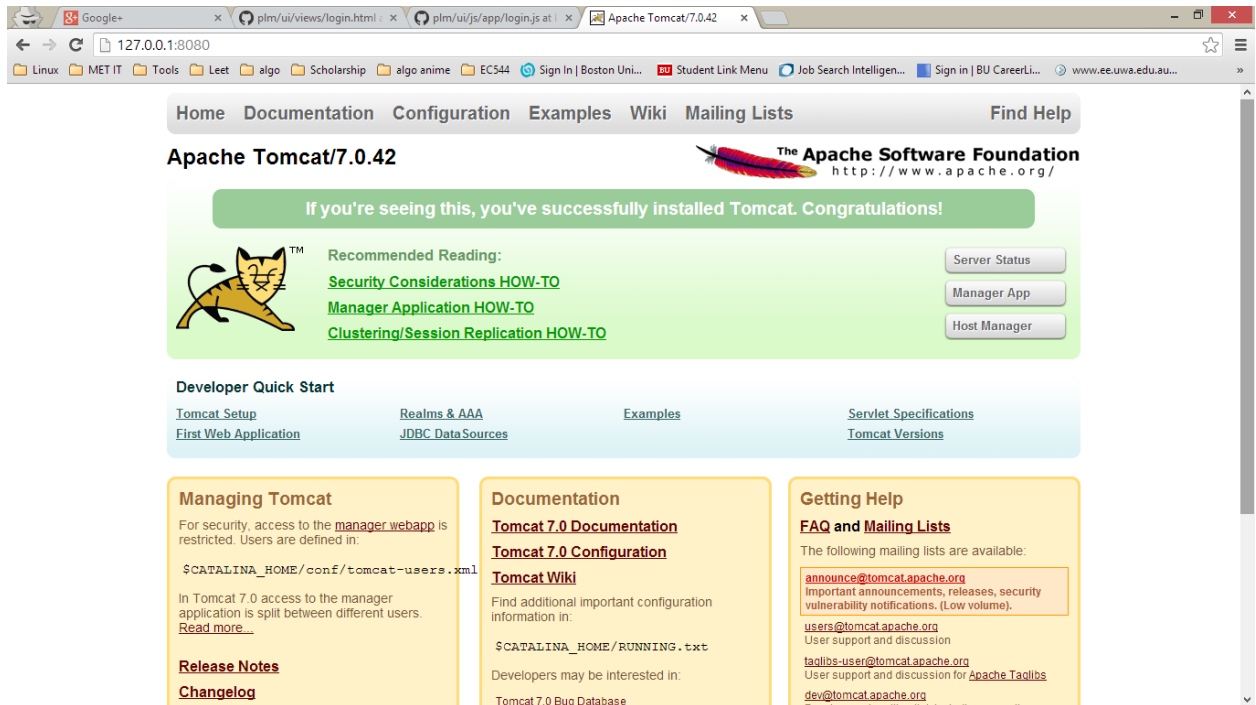 Google+
plm/ui/views/login.html
plm/ui/js/app/login.js at
Apache Tomcat/7.0.42
127.0.0.1:8080
Linux MET IT Tools Leet algo Scholarship algo anime EC544 Sign In | Boston Uni... BU Student Link Menu Job Search Intelligen... Sign in | BU CareerLi... www.ee.uwa.edu.au... »
Home Documentation Configuration Examples Wiki Mailing Lists Find Help
Apache Tomcat/7.0.42
The Apache Software Foundation
http://www.apache.org/
If you're seeing this, you've successfully installed Tomcat. Congratulations!
TM
Recommended Reading:
Security Considerations HOW-TO
Manager Application HOW-TO
Clustering/Session Replication HOW-TO
Server Status
Manager App
Host Manager
Developer Quick Start
Tomcat Setup Realms & AAA Examples Servlet Specifications
First Web Application JDBC DataSources Tomcat Versions
Managing Tomcat
For security, access to the manager webapp is
restricted. Users are defined in:
$CATALINA_HOME/conf/tomcat-users.xml
In Tomcat 7.0 access to the manager
application is split between different users.
Read more...
Release Notes
Changelog
Documentation
Tomcat 7.0 Documentation
Tomcat 7.0 Configuration
Tomcat Wiki
Find additional important configuration
information in:
$CATALINA_HOME/RUNNING.txt
Developers may be interested in:
Tomcat 7.0 Bug Database
Getting Help
FAQ and Mailing Lists
The following mailing lists are available:
announce@tomcat.apache.org
Important announcements, releases, security
vulnerability notifications. (Low volume).
users@tomcat.apache.org
User support and discussion
taglibs-user@tomcat.apache.org
User support and discussion for Apache Taglibs
dev@tomcat.apache.org